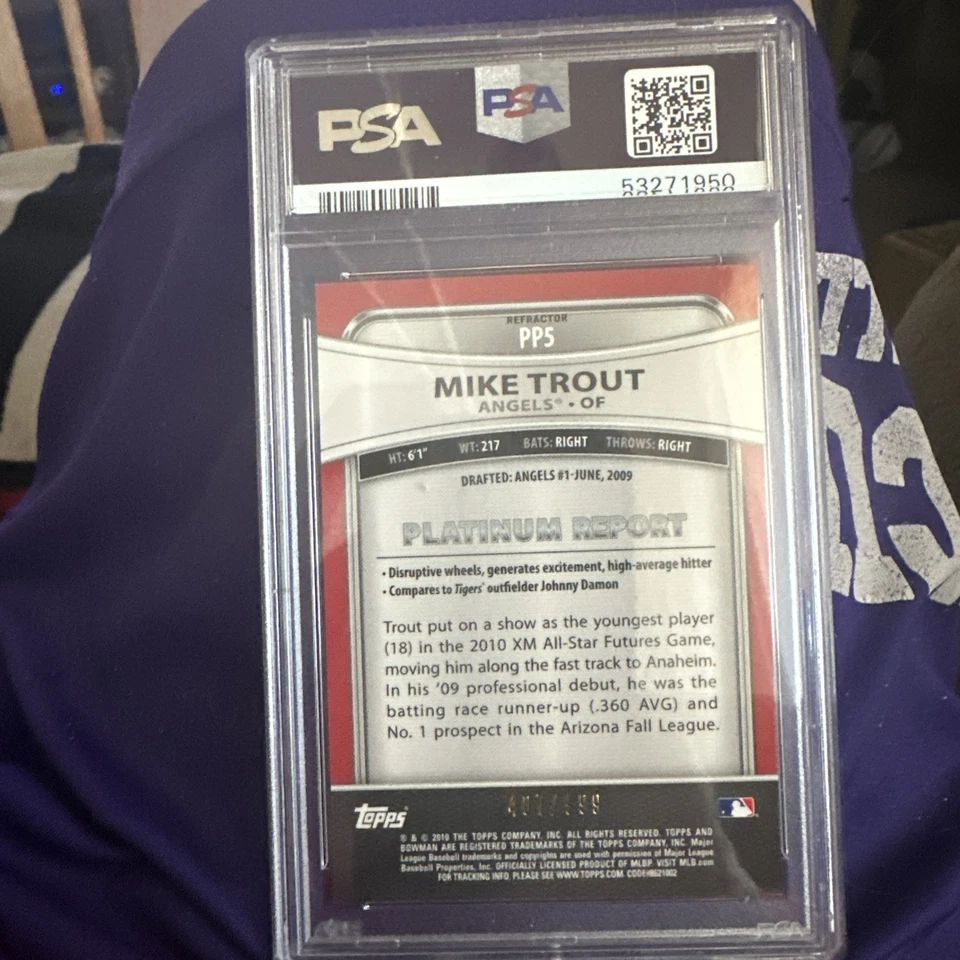 PSA
PSA
53271950
REFRACTOR
PP5
MIKE TROUT
ANGELS® • OF
HT: 6'1" WT: 217 BATS: RIGHT THROWS: RIGHT
DRAFTED: ANGELS #1-JUNE, 2009
PLATINUM REPORT
• Disruptive wheels, generates excitement, high-average hitter
• Compares to Tigers' outfielder Johnny Damon
Trout put on a show as the youngest player
(18) in the 2010 XM All-Star Futures Game,
moving him along the fast track to Anaheim.
In his '09 professional debut, he was the
batting race runner-up (.360 AVG) and
No. 1 prospect in the Arizona Fall League.
Topps
® & © 2010 THE TOPPS COMPANY, INC. ALL RIGHTS RESERVED. TOPPS AND
BOWMAN ARE REGISTERED TRADEMARKS OF THE TOPPS COMPANY, INC. Major
League Baseball trademarks and copyrights are used with permission of Major League
Baseball Properties, Inc. OFFICIALLY LICENSED PRODUCT OF MLBP. VISIT MLB.com
FOR TRACKING INFO, PLEASE SEE WWW.TOPPS.COM. CODE#8621002